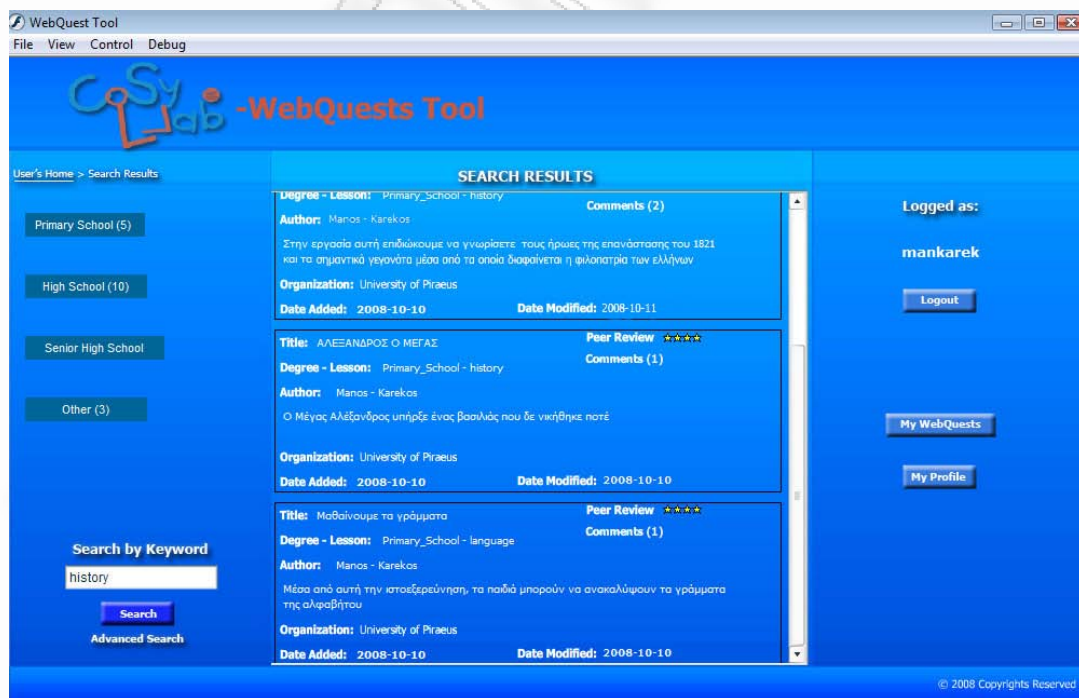 WebQuest Tool
File View Control Debug
CoSy Lab -WebQuests Tool
User's Home > Search Results
Primary School (5)
High School (10)
Senior High School
Other (3)
Search by Keyword
history
Search
Advanced Search
SEARCH RESULTS
Degree - Lesson: Primary_School - history
Comments (2)
Author: Manos - Karekos
Στην εργασία αυτή επιδιώκουμε να γνωρίσετε τους ήρωες της επανάστασης του 1821
και τα σημαντικά γεγονότα μέσα από τα οποία διαφαίνεται η φιλοπατρία των ελλήνων
Organization: University of Piraeus
Date Added: 2008-10-10 Date Modified: 2008-10-11
Title: ΑΛΕΞΑΝΔΡΟΣ Ο ΜΕΓΑΣ Peer Review
Comments (1)
Degree - Lesson: Primary_School - history
Author: Manos - Karekos
Ο Μέγας Αλέξανδρος υπήρξε ένας βασιλιάς που δε νικήθηκε ποτέ
Organization: University of Piraeus
Date Added: 2008-10-10 Date Modified: 2008-10-10
Title: Μαθαίνουμε τα γράμματα Peer Review
Comments (1)
Degree - Lesson: Primary_School - language
Author: Manos - Karekos
Μέσα από αυτή την ιστοεξερεύνηση, τα παιδιά μπορούν να ανακαλύψουν τα γράμματα
της αλφαβήτου
Organization: University of Piraeus
Date Added: 2008-10-10 Date Modified: 2008-10-10
Logged as:
mankarek
Logout
My WebQuests
My Profile
© 2008 Copyrights Reserved